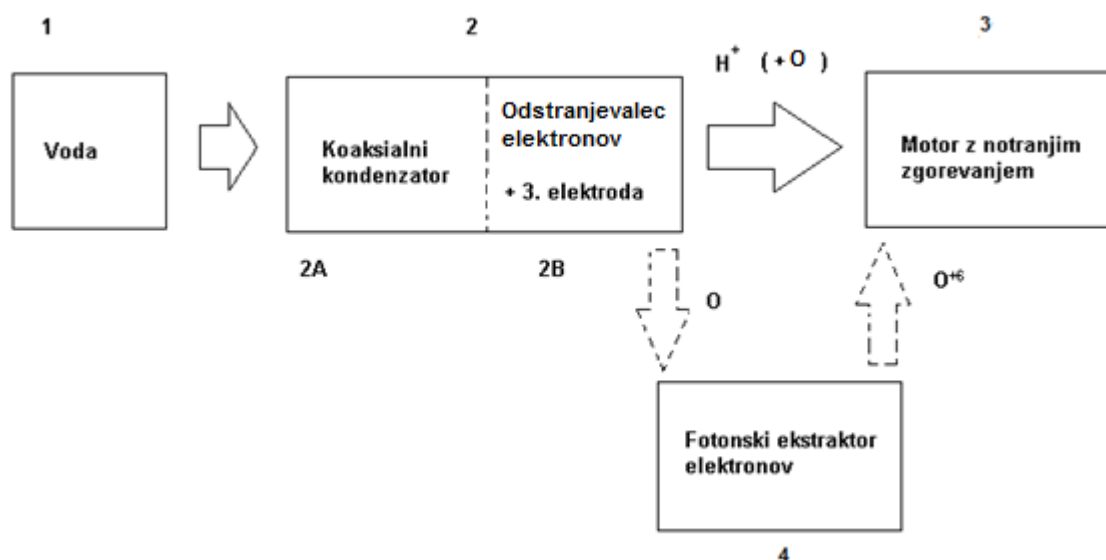 1
2
3
Voda
Koaksialni
kondenzator
Odstranjevalec
elektronov
+ 3. elektroda
2A
2B
H⁺ (+O)
Motor z notranjim
zgorevanjem
O
O⁺⁶
Fotonski ekstraktor
elektronov
4